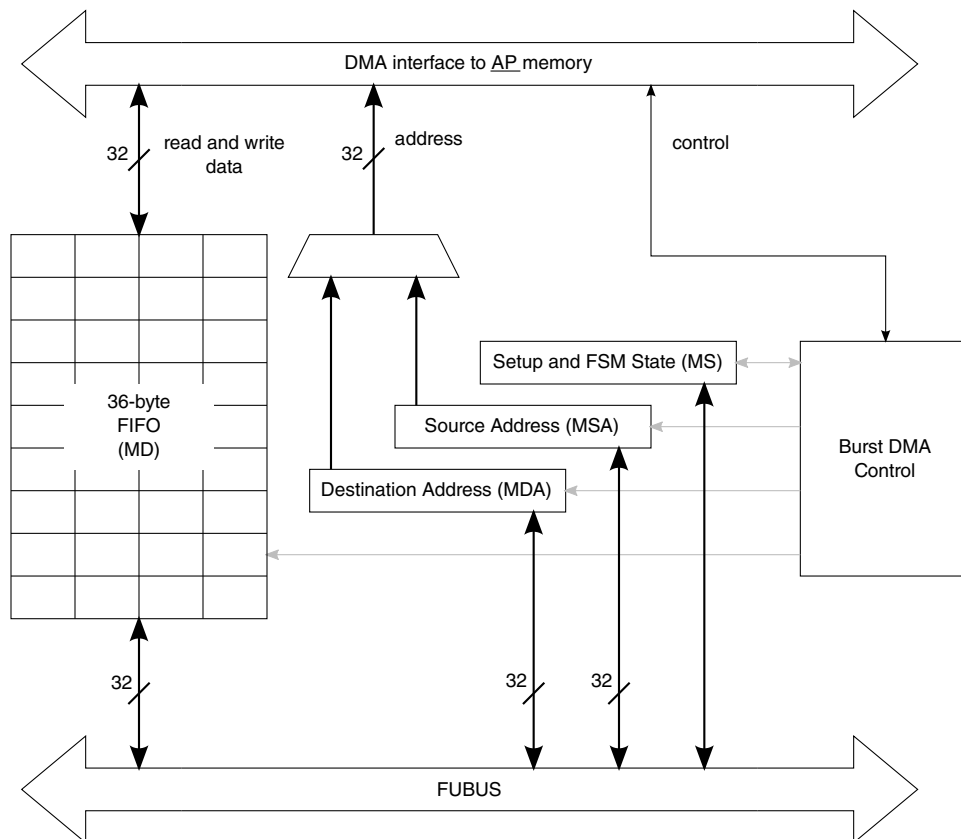 DMA interface to AP memory
32
read and write
data
32
address
control
Setup and FSM State (MS)
36-byte
FIFO
(MD)
Source Address (MSA)
Burst DMA
Control
Destination Address (MDA)
32
32
32
FUBUS